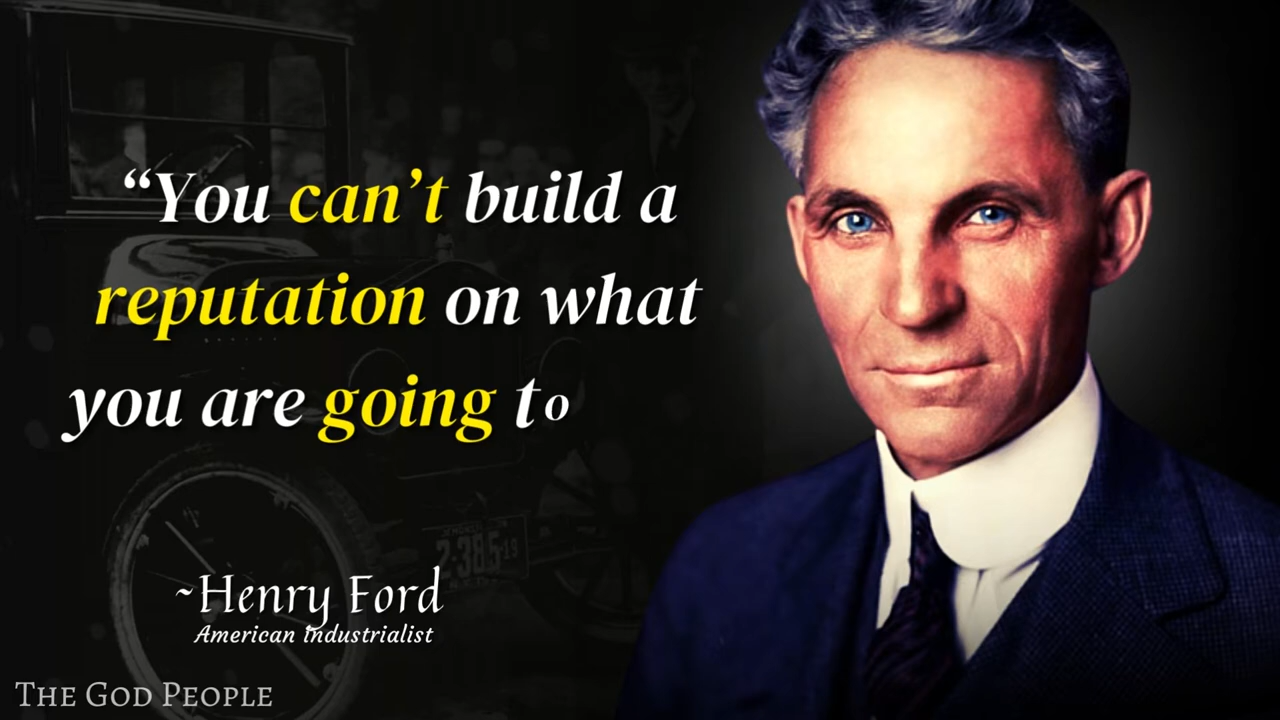 “You can’t build a
reputation on what
you are going to
~Henry Ford
American industrialist
THE GOD PEOPLE